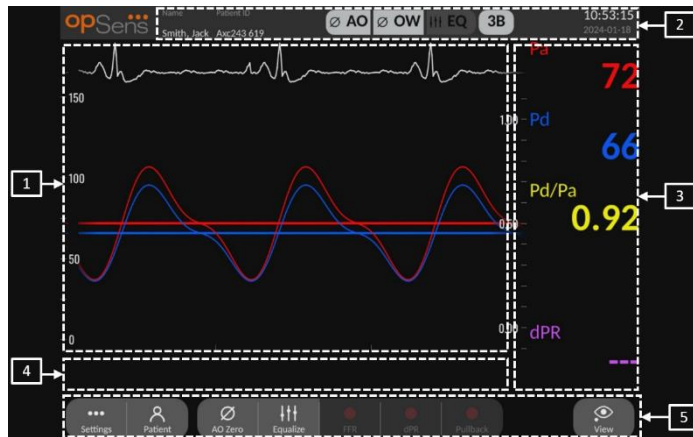 opSens
Name Patient ID
Smith, Jack Axc243 619
Ø AO Ø OW EQ 3B
10:53:15
2024-01-18
2
150
100
50
0
1.00
0.50
0.00
Pa
72
Pd
66
Pd/Pa
0.92
dPR
---
1
3
4
5
Settings
Patient
AO Zero
Equalize
FFR
dPR
Pullback
View